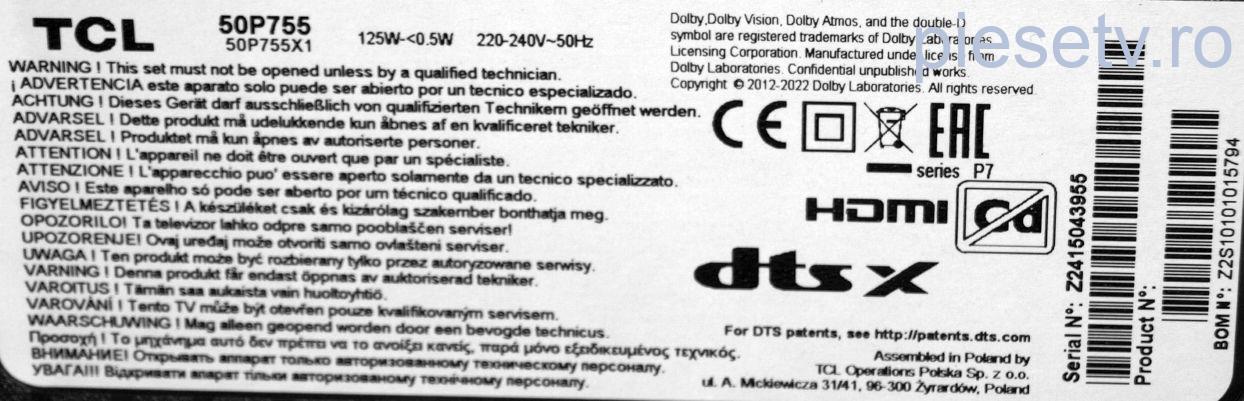 TCL
50P755
50P755X1
125W-<0.5W 220-240V~50Hz
Dolby,Dolby Vision, Dolby Atmos, and the double-D
symbol are registered trademarks of Dolby Laboratories
Licensing Corporation. Manufactured under license from
Dolby Laboratories. Confidential unpublished works.
Copyright © 2012-2022 Dolby Laboratories. All rights reserved.
piesetv.ro
WARNING ! This set must not be opened unless by a qualified technician.
¡ ADVERTENCIA este aparato solo puede ser abierto por un tecnico especializado.
ACHTUNG ! Dieses Gerät darf ausschließlich von qualifizierten Technikern geöffnet werden.
ADVARSEL ! Dette produkt må udelukkende kun åbnes af en kvalificeret tekniker.
ADVARSEL ! Produktet må kun åpnes av autoriserte personer.
ATTENTION ! L'appareil ne doit être ouvert que par un spécialiste.
ATTENZIONE ! L'apparecchio puo' essere aperto solamente da un tecnico specializzato.
AVISO ! Este aparelho só pode ser aberto por um técnico qualificado.
FIGYELMEZTETÉS ! A készüléket csak és kizárólag szakember bonthatja meg.
OPOZORILO! Ta televizor lahko odpre samo pooblaščen serviser!
UPOZORENJE! Ovaj uređaj može otvoriti samo ovlašteni serviser.
UWAGA ! Ten produkt może być rozbierany tylko przez autoryzowane serwisy.
VARNING ! Denna produkt får endast öppnas av auktoriserad tekniker.
VAROITUS ! Tämän saa aukaista vain huoltoyhtiö.
VAROVÁNÍ ! Tento TV může být otevřen pouze kvalifikovaným servisem.
WAARSCHUWING ! Mag alleen geopend worden door een bevogde technicus.
Προσοχή ! Το μηχάνημα αυτό δεν πρέπει να το ανοίξει κανείς, παρά μόνο εξειδικευμένος τεχνικός.
ВНИМАНИЕ! Открывать аппарат только авторизованному техническому персоналу.
УВАГА!!! Відкривати апарат тільки авторизованому технічному персоналу.
CE EAC
series P7
HDMI Cd
dts X
For DTS patents, see http://patents.dts.com
Assembled in Poland by
TCL Operations Polska Sp. z o.o.
ul. A. Mickiewicza 31/41, 96-300 Żyrardów, Poland
Serial N°: Z2415043955
Product N°:
BOM N°: Z2S10101015794